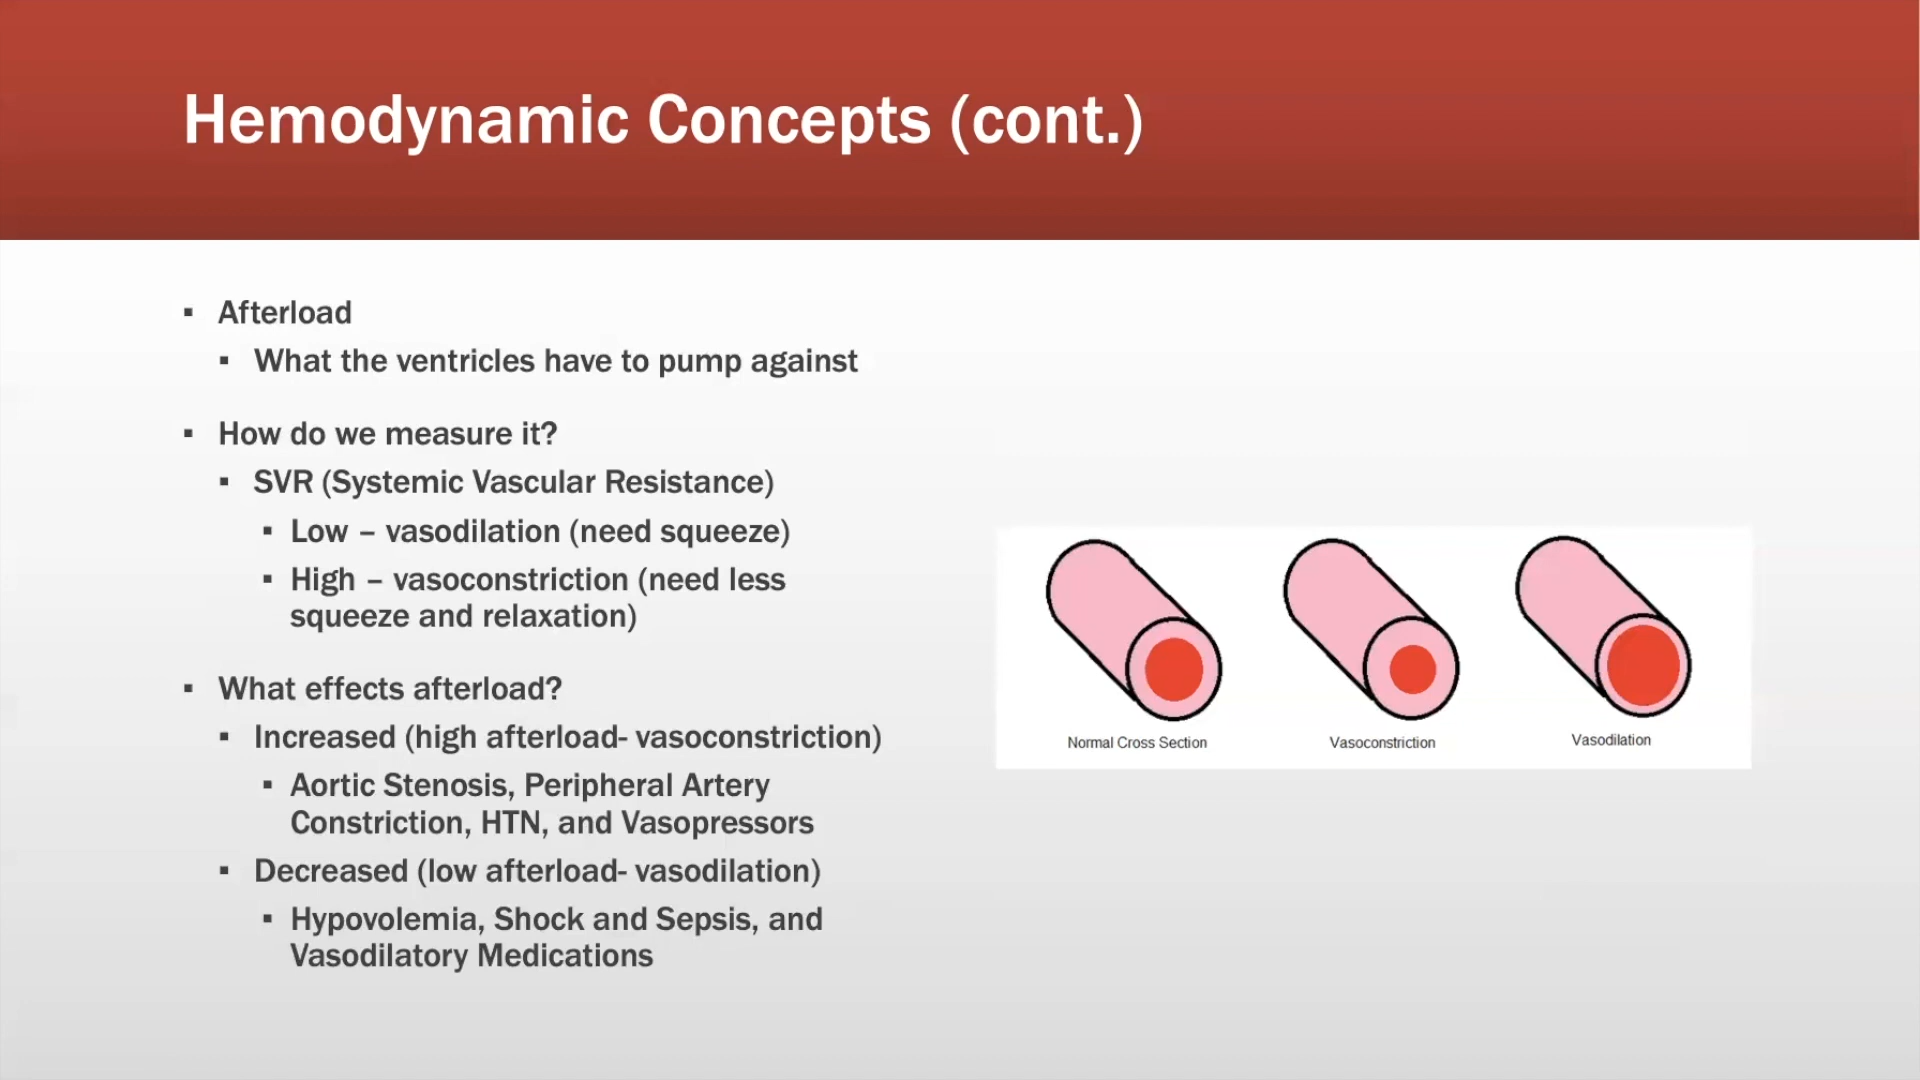 Hemodynamic Concepts (cont.)
▪ Afterload
▪ What the ventricles have to pump against
▪ How do we measure it?
▪ SVR (Systemic Vascular Resistance)
▪ Low – vasodilation (need squeeze)
▪ High – vasoconstriction (need less
squeeze and relaxation)
▪ What effects afterload?
▪ Increased (high afterload- vasoconstriction)
▪ Aortic Stenosis, Peripheral Artery
Constriction, HTN, and Vasopressors
▪ Decreased (low afterload- vasodilation)
▪ Hypovolemia, Shock and Sepsis, and
Vasodilatory Medications
Normal Cross Section
Vasoconstriction
Vasodilation